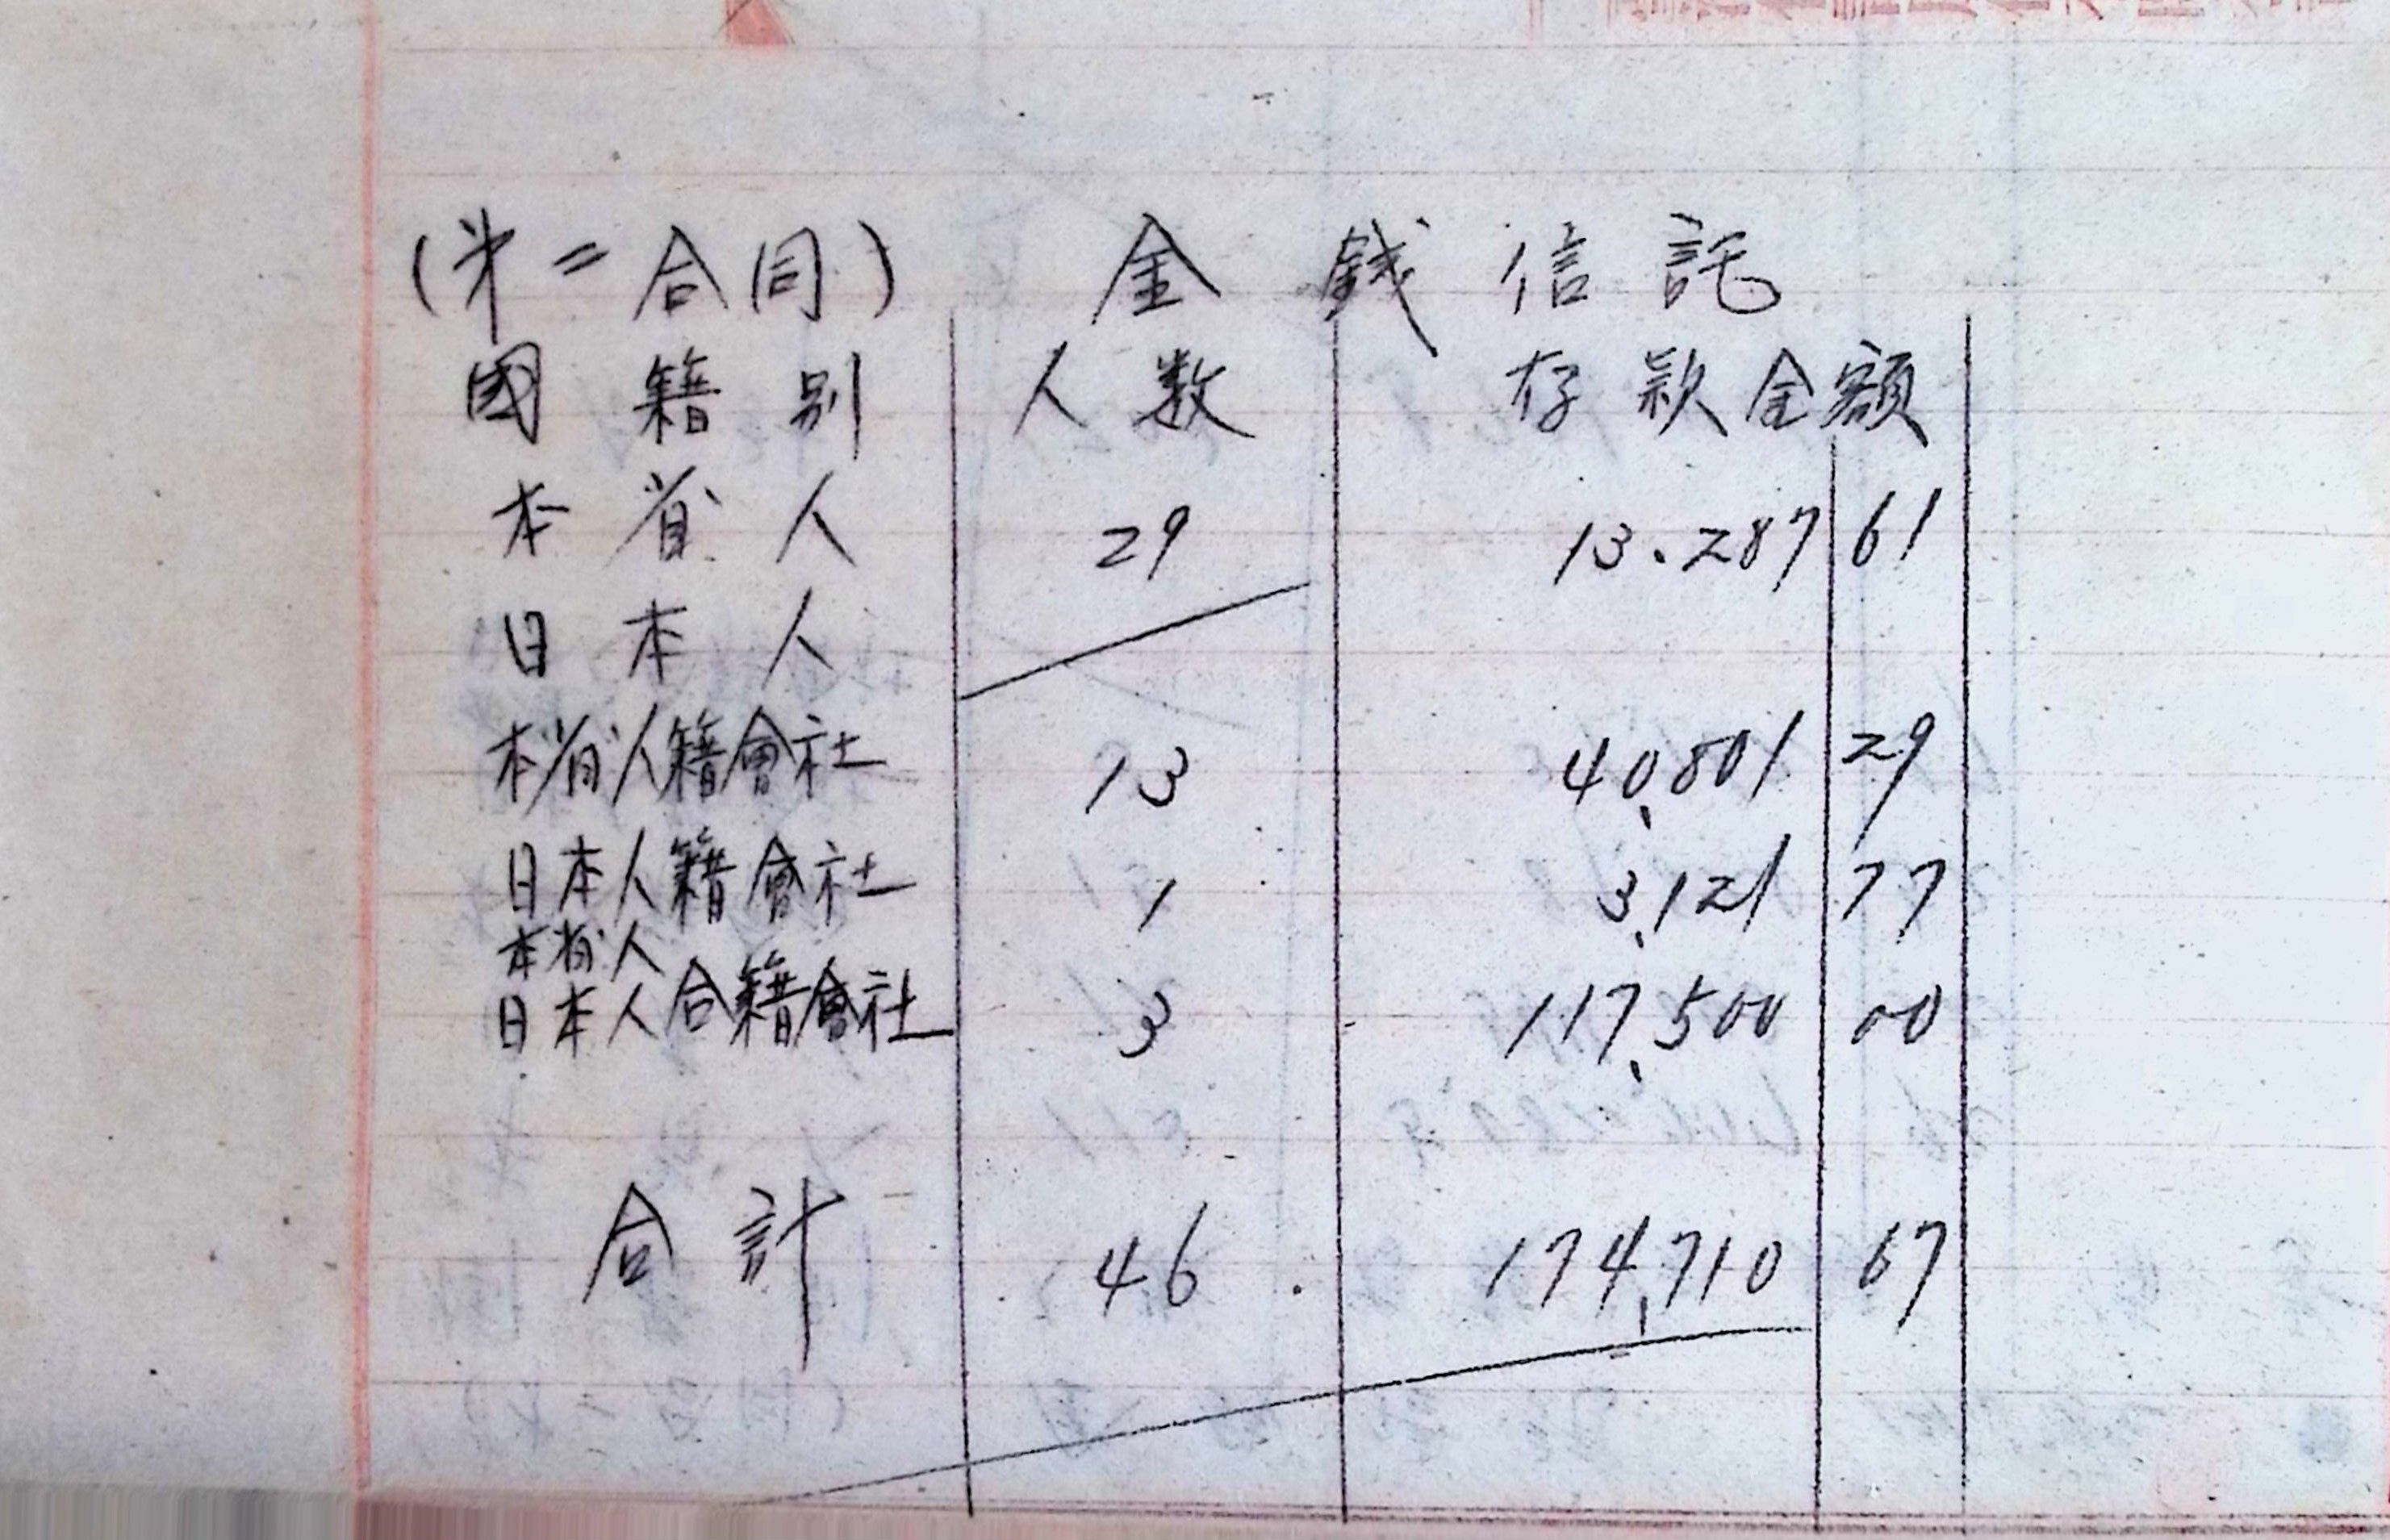 (第二合同) 金錢信託
國籍別 人数 存款金額
本省人 29 13.287 61
日本人
本省人籍會社 13 40,801 29
日本人籍會社 1 3,121 77
本省人
日本人合籍會社 3 117,500 00
合計 46 174,710 67